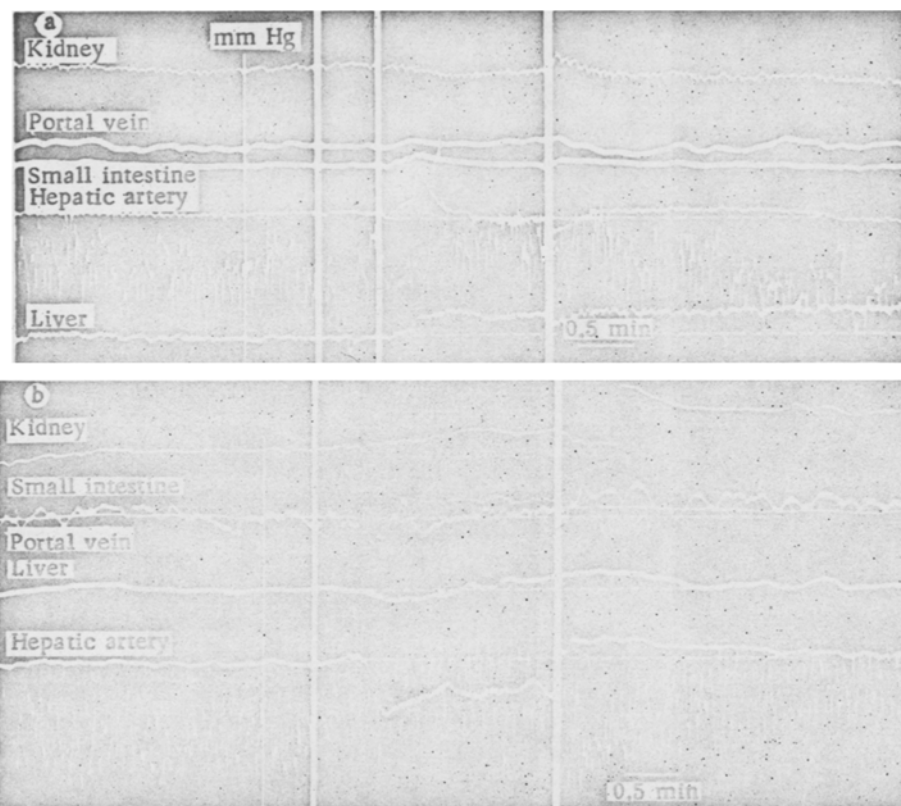 a
Kidney
mm Hg
Portal vein
Small intestine
Hepatic artery
Liver
0.5 min
b
Kidney
Small intestine
Portal vein
Liver
Hepatic artery
0.5 min